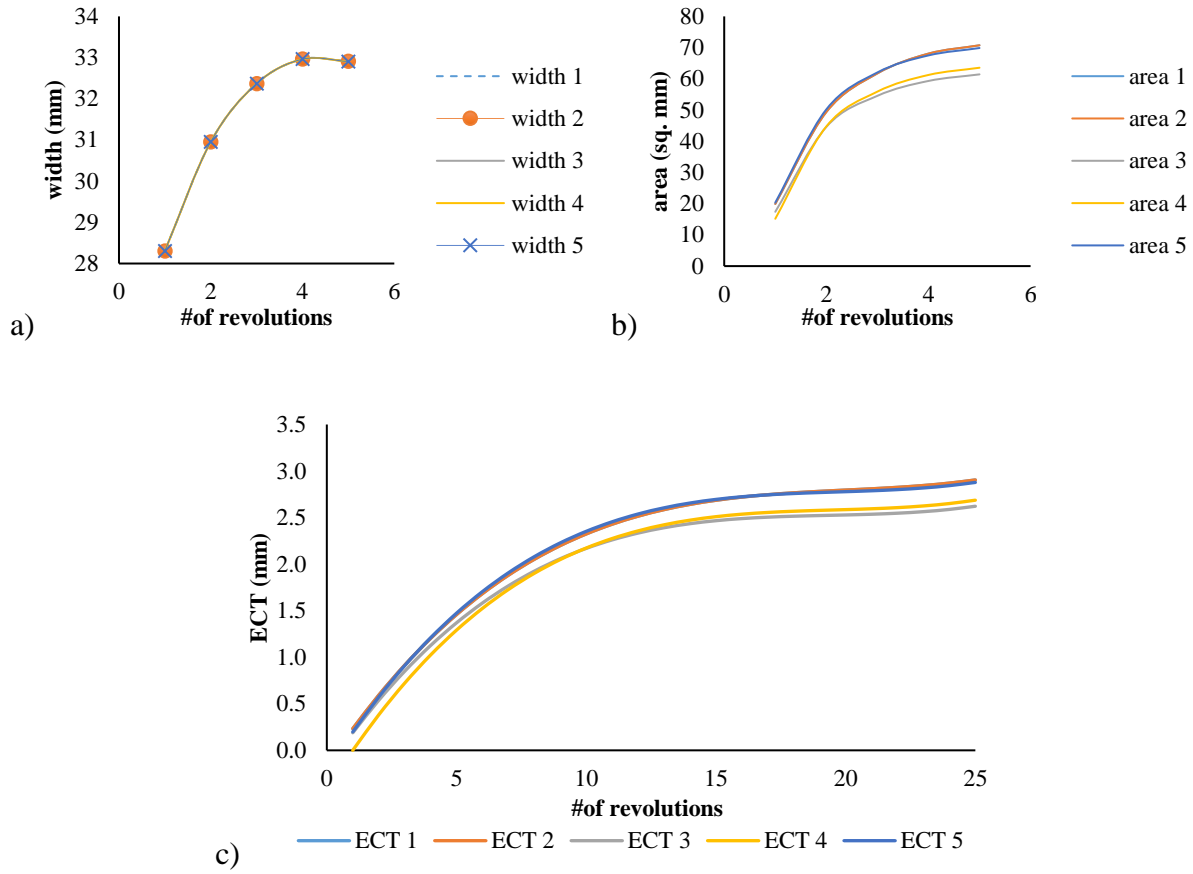 34
33
32
31
30
29
28
width (mm)
0 2 4 6
#of revolutions
width 1
width 2
width 3
width 4
width 5
a)
80
70
60
50
40
30
20
10
0
area (sq. mm)
0 2 4 6
#of revolutions
area 1
area 2
area 3
area 4
area 5
b)
3.5
3.0
2.5
2.0
1.5
1.0
0.5
0.0
ECT (mm)
0 5 10 15 20 25
#of revolutions
ECT 1 ECT 2 ECT 3 ECT 4 ECT 5
c)